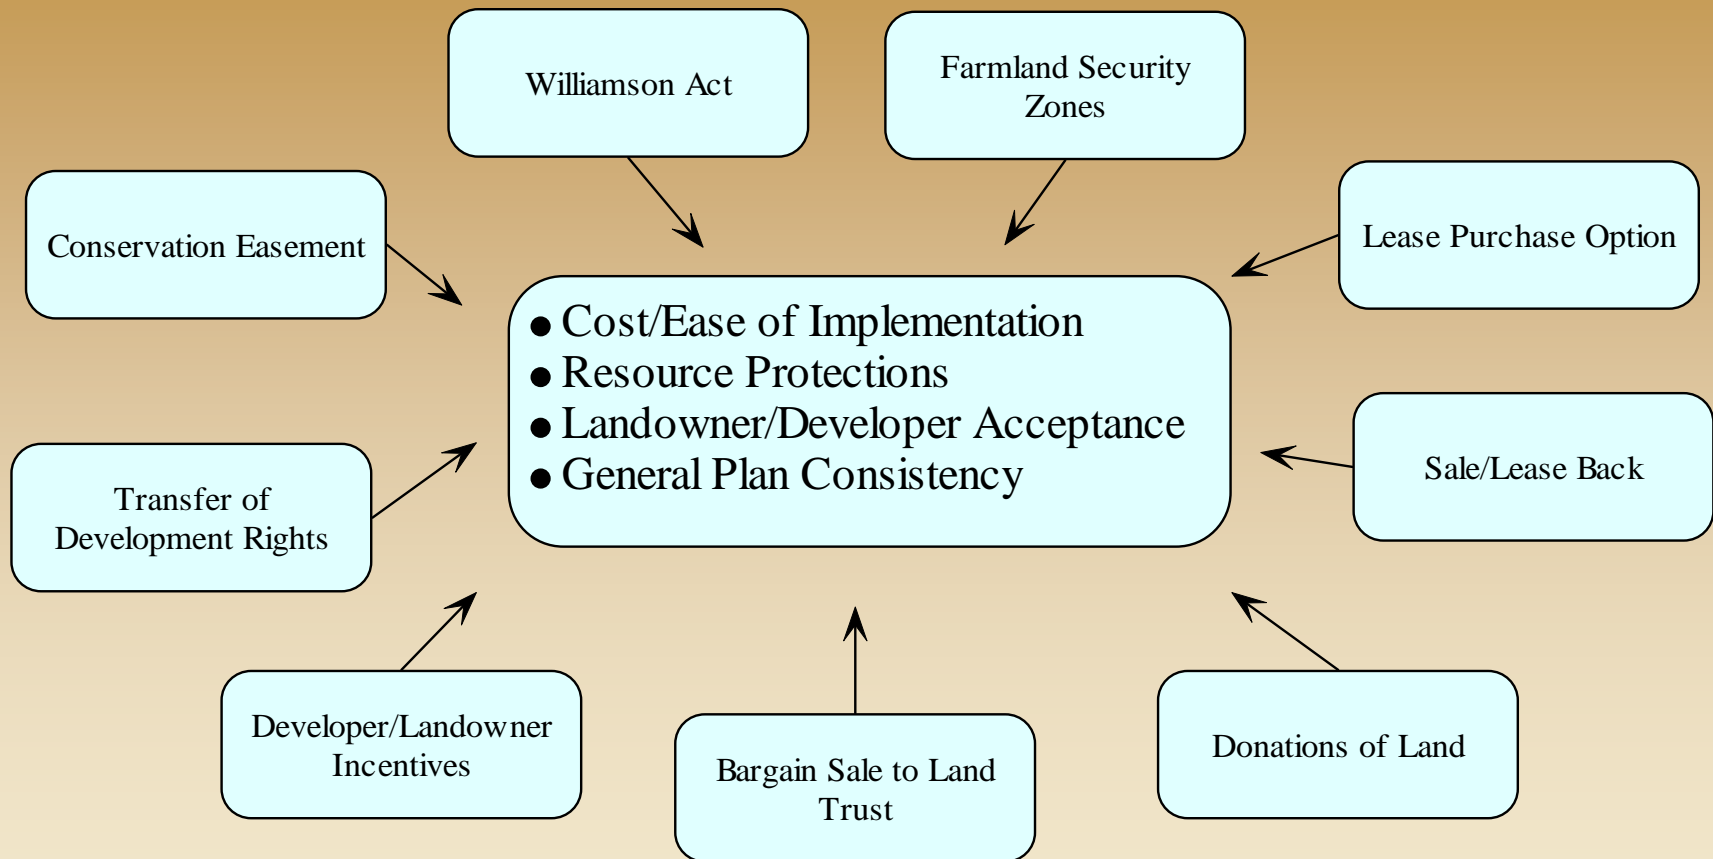 Williamson Act
Farmland Security
Zones
Conservation Easement
Lease Purchase Option
● Cost/Ease of Implementation
● Resource Protections
● Landowner/Developer Acceptance
● General Plan Consistency
Transfer of
Development Rights
Sale/Lease Back
Developer/Landowner
Incentives
Bargain Sale to Land
Trust
Donations of Land